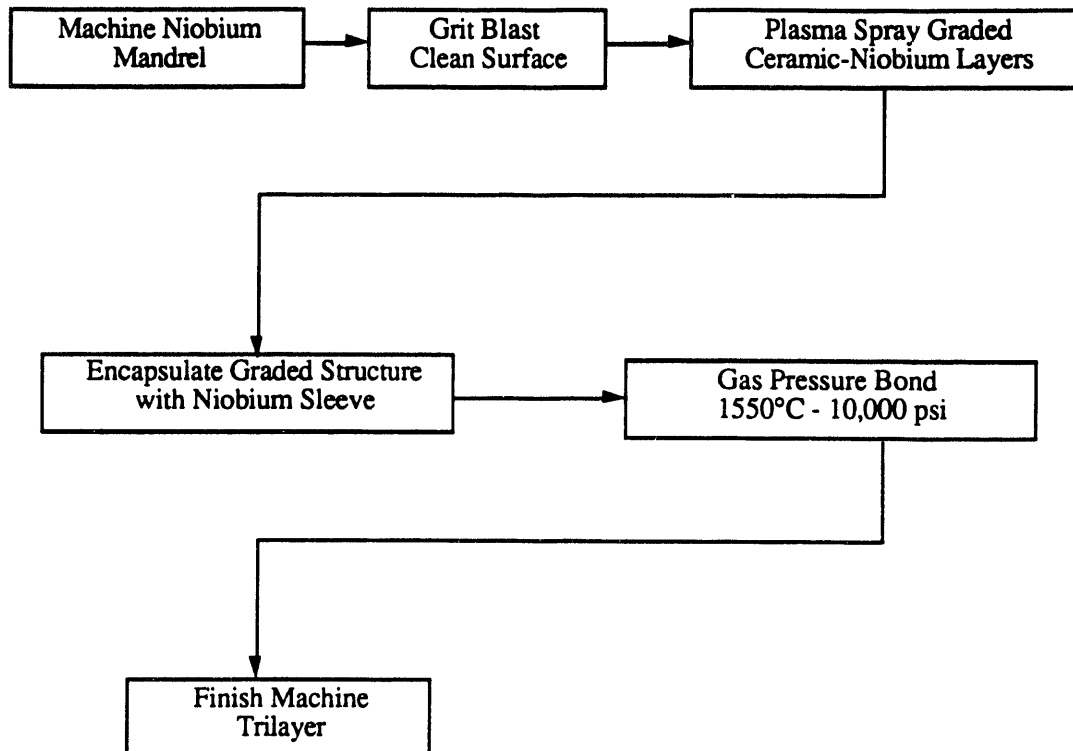 Machine Niobium
Mandrel
Grit Blast
Clean Surface
Plasma Spray Graded
Ceramic-Niobium Layers
Encapsulate Graded Structure
with Niobium Sleeve
Gas Pressure Bond
1550°C - 10,000 psi
Finish Machine
Trilayer